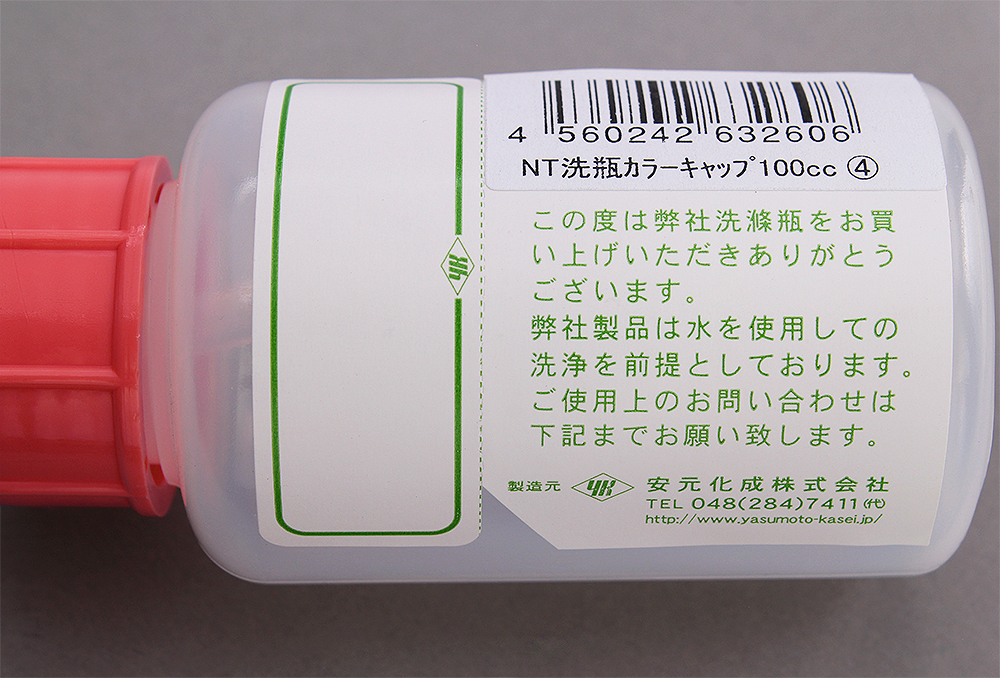 4 560242 632606
NT洗瓶カラーキャップ100cc ④
この度は弊社洗滌瓶をお買
い上げいただきありがとう
ございます。
弊社製品は水を使用しての
洗浄を前提としております。
ご使用上のお問い合わせは
下記までお願い致します。
製造元 安元化成株式会社
TEL 048(284)7411㈹
http://www.yasumoto-kasei.jp/